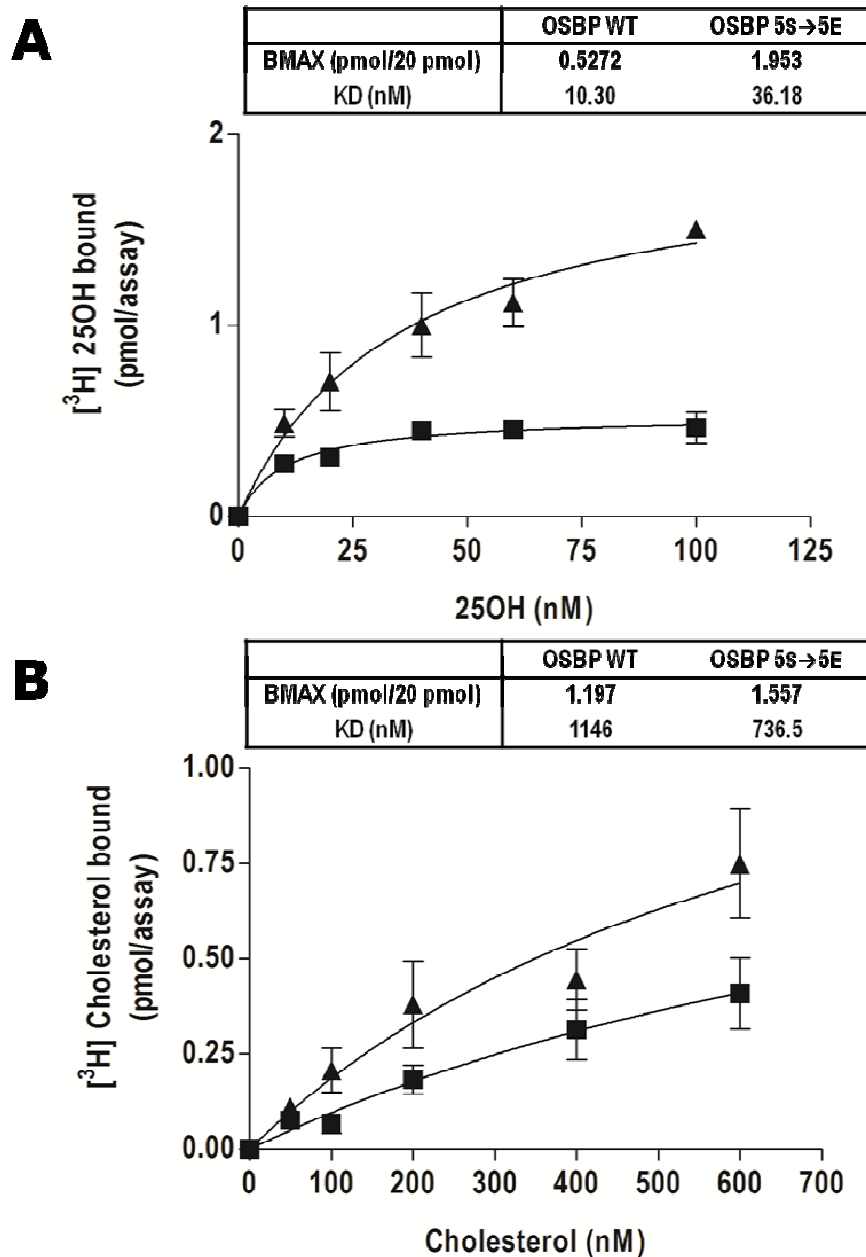 A
OSBP WT OSBP 5S→5E
BMAX (pmol/20 pmol) 0.5272 1.953
KD (nM) 10.30 36.18
2
1
0
[³H] 25OH bound
(pmol/assay)
0 25 50 75 100 125
25OH (nM)
B
OSBP WT OSBP 5S→5E
BMAX (pmol/20 pmol) 1.197 1.557
KD (nM) 1146 736.5
1.00
0.75
0.50
0.25
0.00
[³H] Cholesterol bound
(pmol/assay)
0 100 200 300 400 500 600 700
Cholesterol (nM)